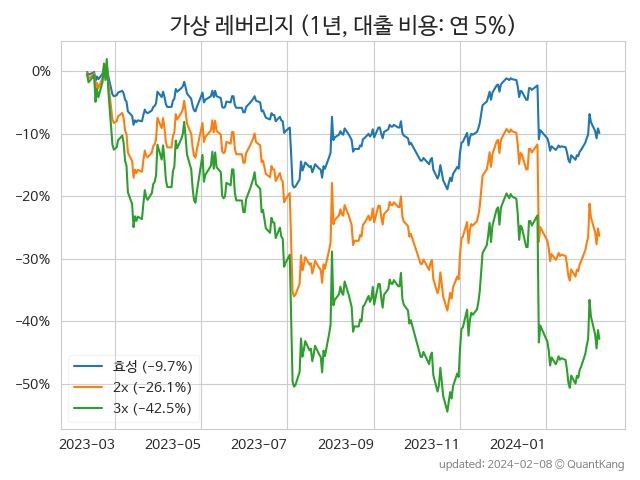 가상 레버리지 (1년, 대출 비용: 연 5%)
0%
−10%
−20%
−30%
−40%
−50%
효성 (−9.7%)
2x (−26.1%)
3x (−42.5%)
2023-03 2023-05 2023-07 2023-09 2023-11 2024-01
updated: 2024-02-08 © QuantKang